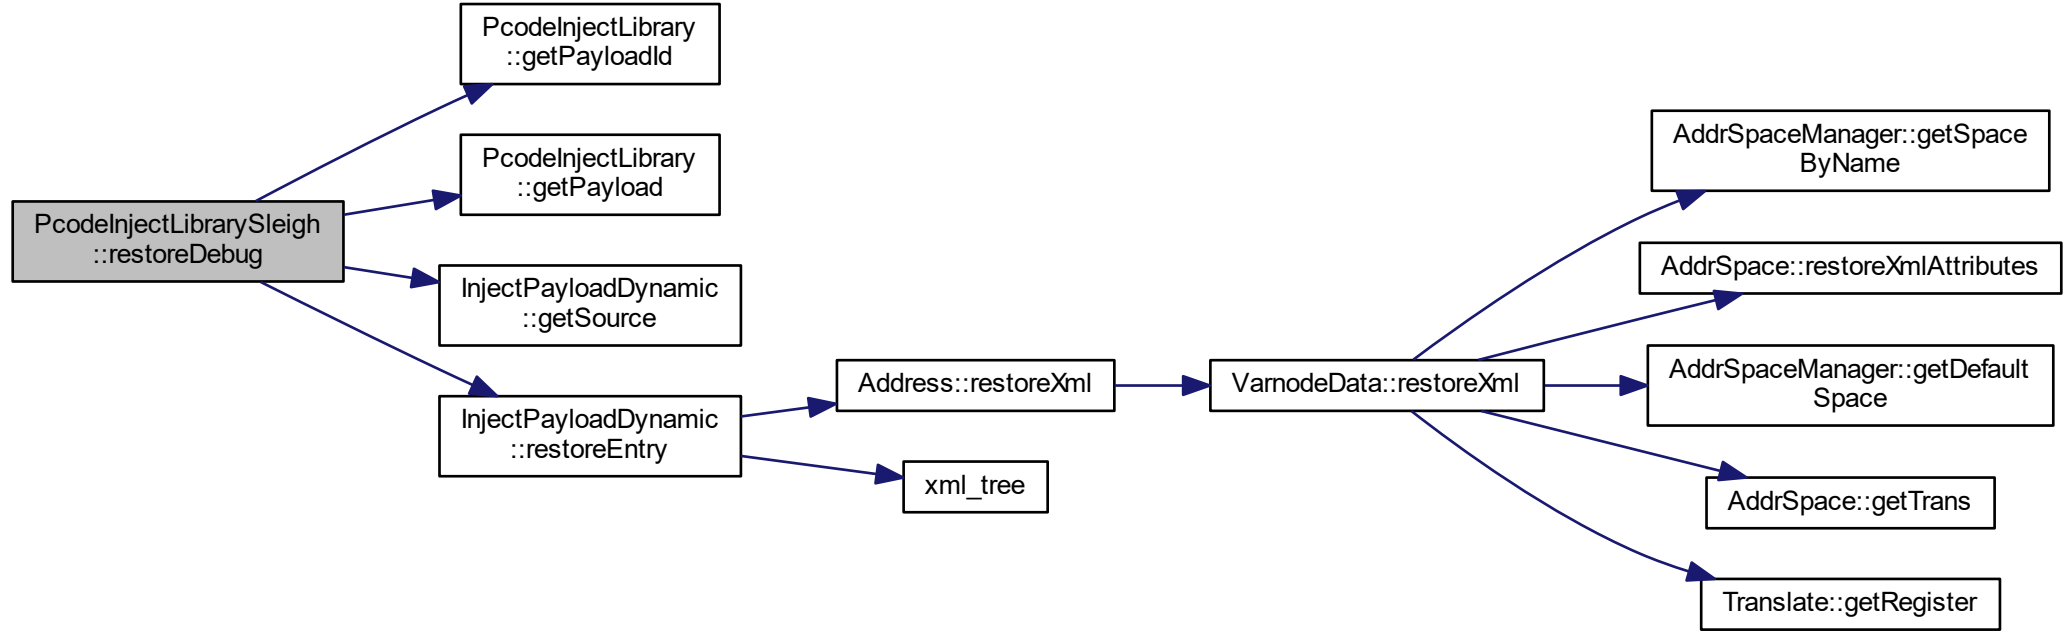 PcodeInjectLibrary
::getPayloadId
PcodeInjectLibrary
::getPayload
PcodeInjectLibrarySleigh
::restoreDebug
InjectPayloadDynamic
::getSource
InjectPayloadDynamic
::restoreEntry
Address::restoreXml
xml_tree
VarnodeData::restoreXml
AddrSpaceManager::getSpace
ByName
AddrSpace::restoreXmlAttributes
AddrSpaceManager::getDefault
Space
AddrSpace::getTrans
Translate::getRegister